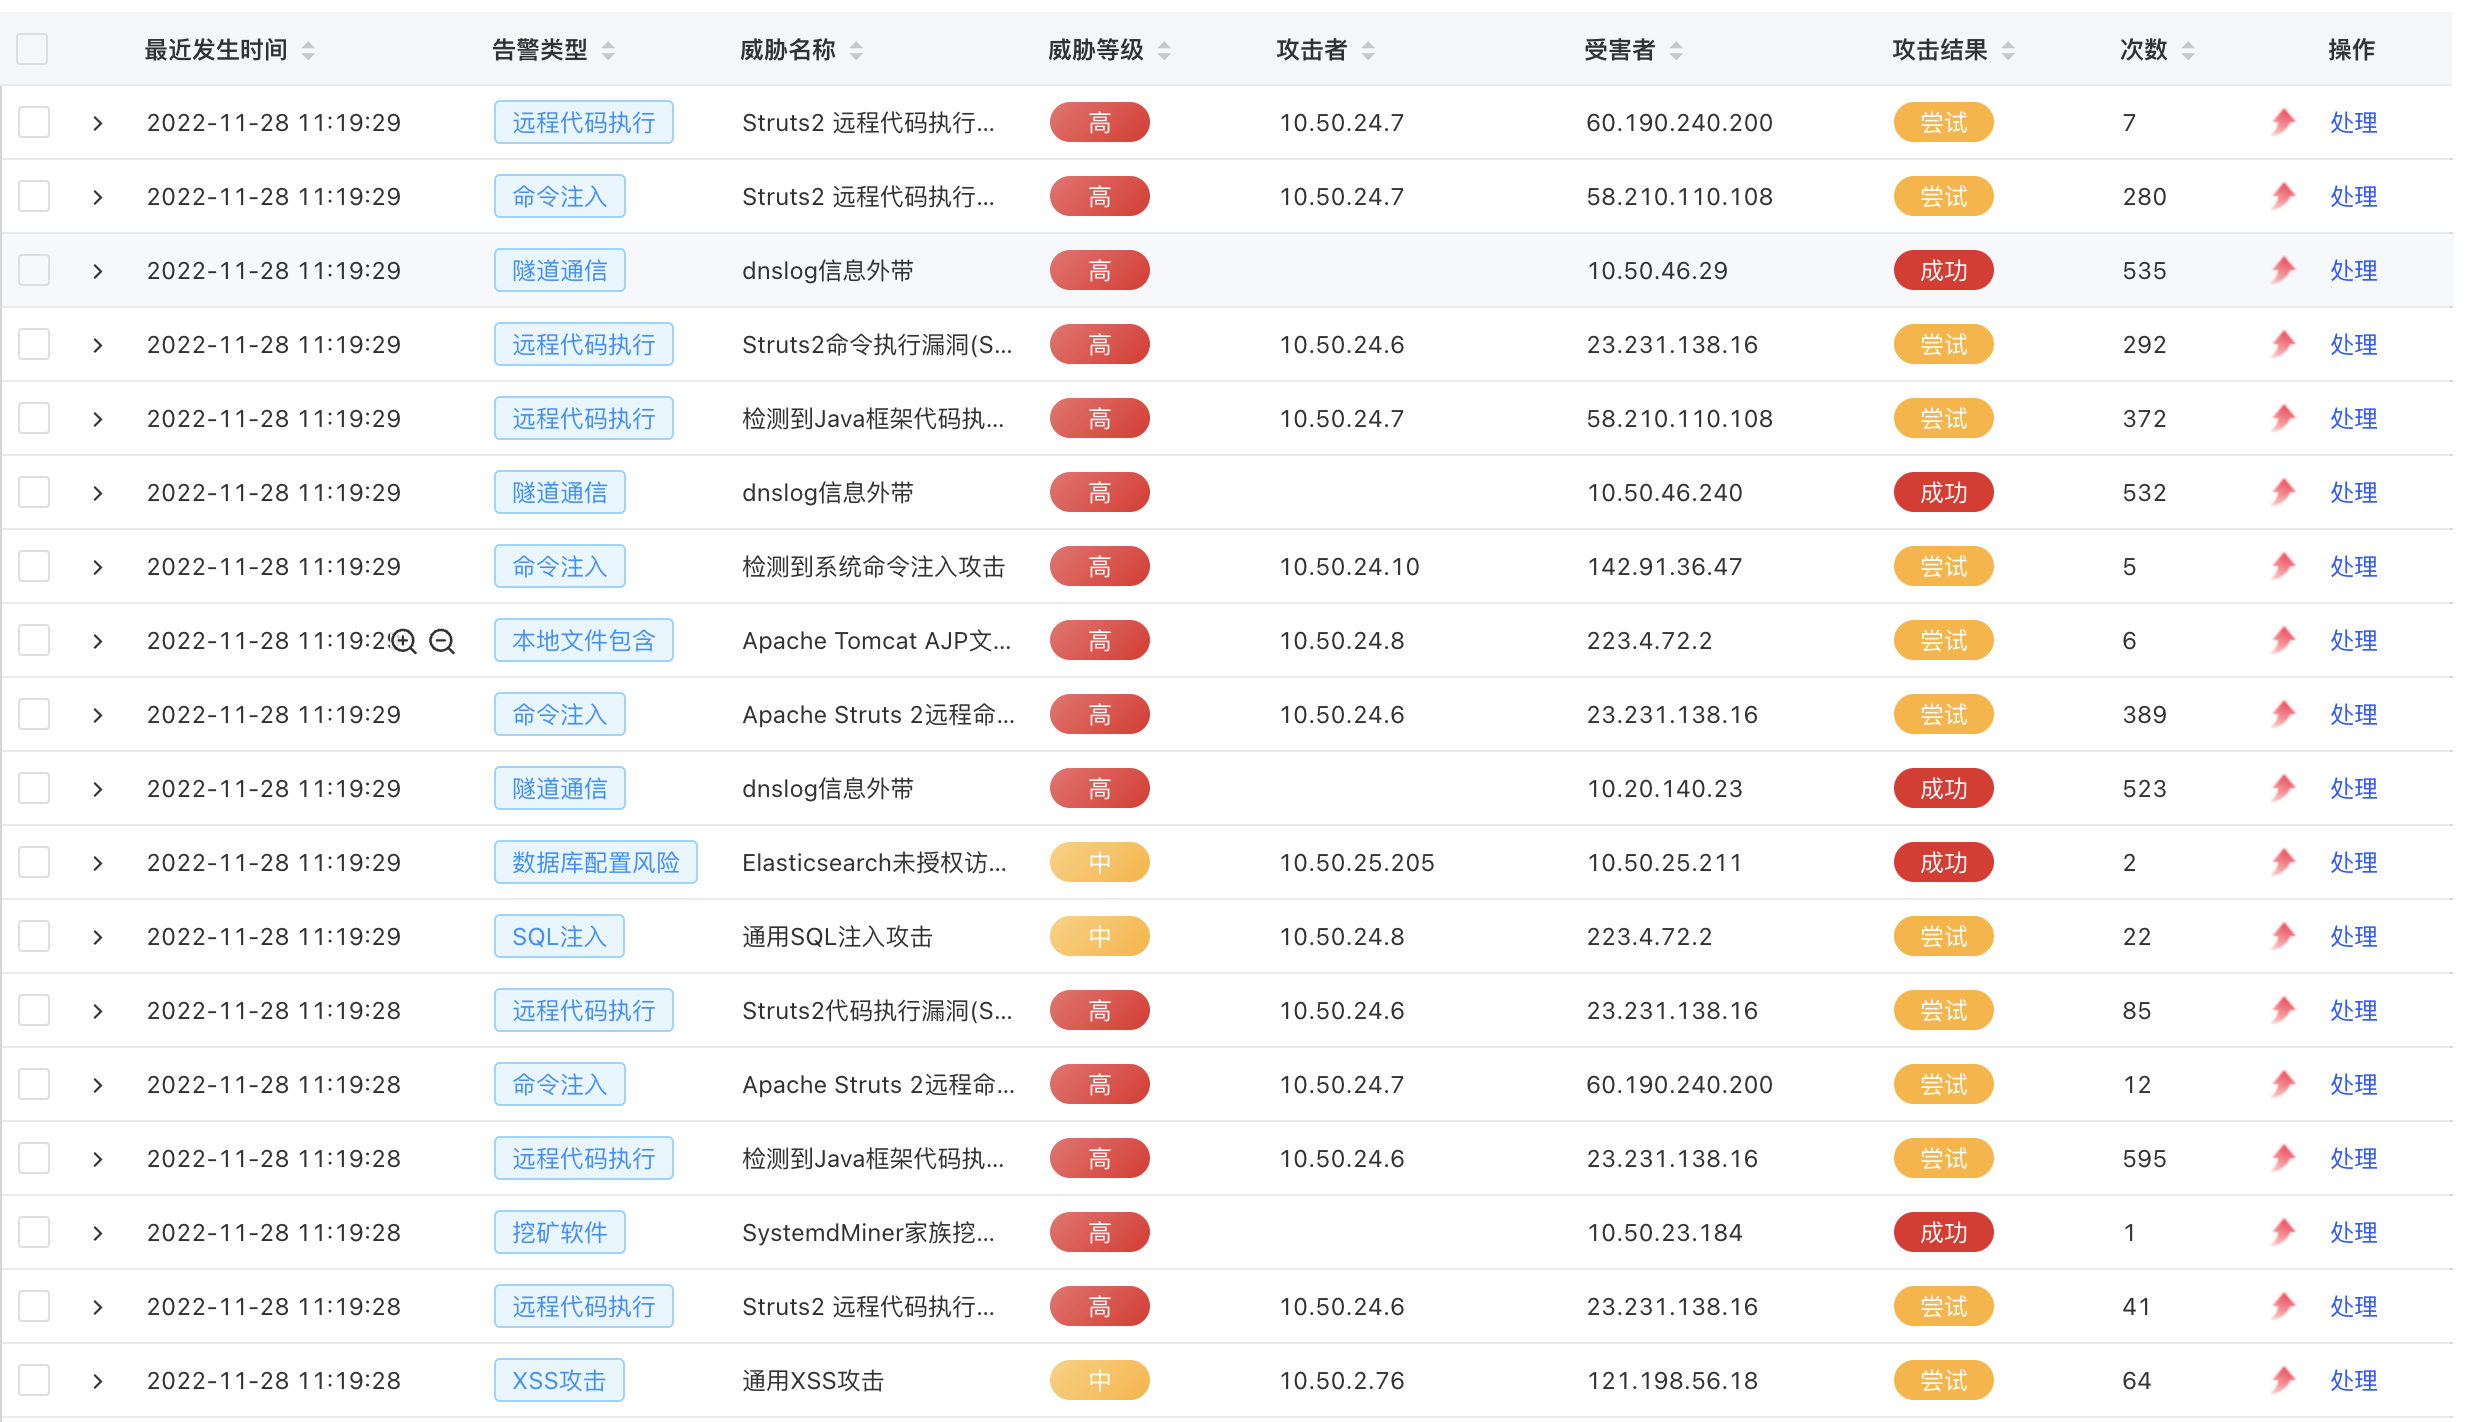 最近发生时间 告警类型 威胁名称 威胁等级 攻击者 受害者 攻击结果 次数 操作
2022-11-28 11:19:29 远程代码执行 Struts2 远程代码执行... 高 10.50.24.7 60.190.240.200 尝试 7 处理
2022-11-28 11:19:29 命令注入 Struts2 远程代码执行... 高 10.50.24.7 58.210.110.108 尝试 280 处理
2022-11-28 11:19:29 隧道通信 dnslog信息外带 高 10.50.46.29 成功 535 处理
2022-11-28 11:19:29 远程代码执行 Struts2命令执行漏洞(S... 高 10.50.24.6 23.231.138.16 尝试 292 处理
2022-11-28 11:19:29 远程代码执行 检测到Java框架代码执... 高 10.50.24.7 58.210.110.108 尝试 372 处理
2022-11-28 11:19:29 隧道通信 dnslog信息外带 高 10.50.46.240 成功 532 处理
2022-11-28 11:19:29 命令注入 检测到系统命令注入攻击 高 10.50.24.10 142.91.36.47 尝试 5 处理
2022-11-28 11:19:29 本地文件包含 Apache Tomcat AJP文... 高 10.50.24.8 223.4.72.2 尝试 6 处理
2022-11-28 11:19:29 命令注入 Apache Struts 2远程命... 高 10.50.24.6 23.231.138.16 尝试 389 处理
2022-11-28 11:19:29 隧道通信 dnslog信息外带 高 10.20.140.23 成功 523 处理
2022-11-28 11:19:29 数据库配置风险 Elasticsearch未授权访... 中 10.50.25.205 10.50.25.211 成功 2 处理
2022-11-28 11:19:29 SQL注入 通用SQL注入攻击 中 10.50.24.8 223.4.72.2 尝试 22 处理
2022-11-28 11:19:28 远程代码执行 Struts2代码执行漏洞(S... 高 10.50.24.6 23.231.138.16 尝试 85 处理
2022-11-28 11:19:28 命令注入 Apache Struts 2远程命... 高 10.50.24.7 60.190.240.200 尝试 12 处理
2022-11-28 11:19:28 远程代码执行 检测到Java框架代码执... 高 10.50.24.6 23.231.138.16 尝试 595 处理
2022-11-28 11:19:28 挖矿软件 SystemdMiner家族挖... 高 10.50.23.184 成功 1 处理
2022-11-28 11:19:28 远程代码执行 Struts2 远程代码执行... 高 10.50.24.6 23.231.138.16 尝试 41 处理
2022-11-28 11:19:28 XSS攻击 通用XSS攻击 中 10.50.2.76 121.198.56.18 尝试 64 处理